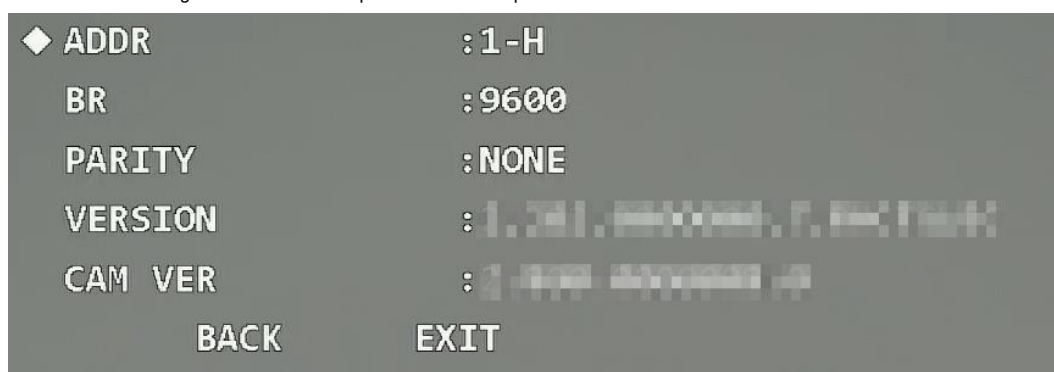 ADDR :1-H
BR :9600
PARITY :NONE
VERSION :
CAM VER :
BACK EXIT